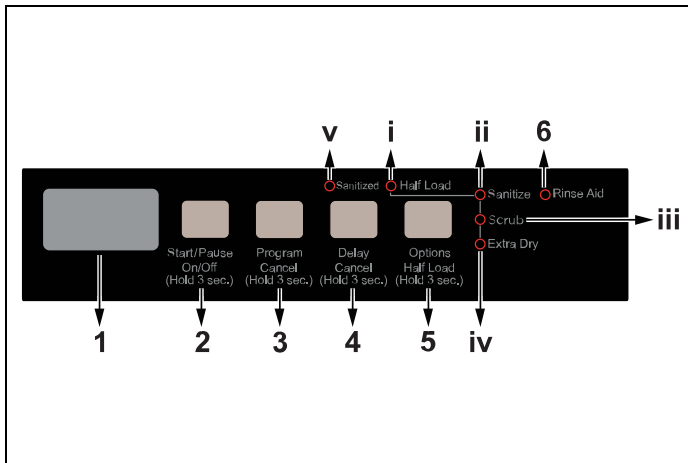 v i ii 6
Sanitized Half Load
Sanitize Rinse Aid
Scrub iii
Extra Dry
Start/Pause
On/Off
(Hold 3 sec.)
Program
Cancel
(Hold 3 sec.)
Delay
Cancel
(Hold 3 sec.)
Options
Half Load
(Hold 3 sec.)
1 2 3 4 5 iv